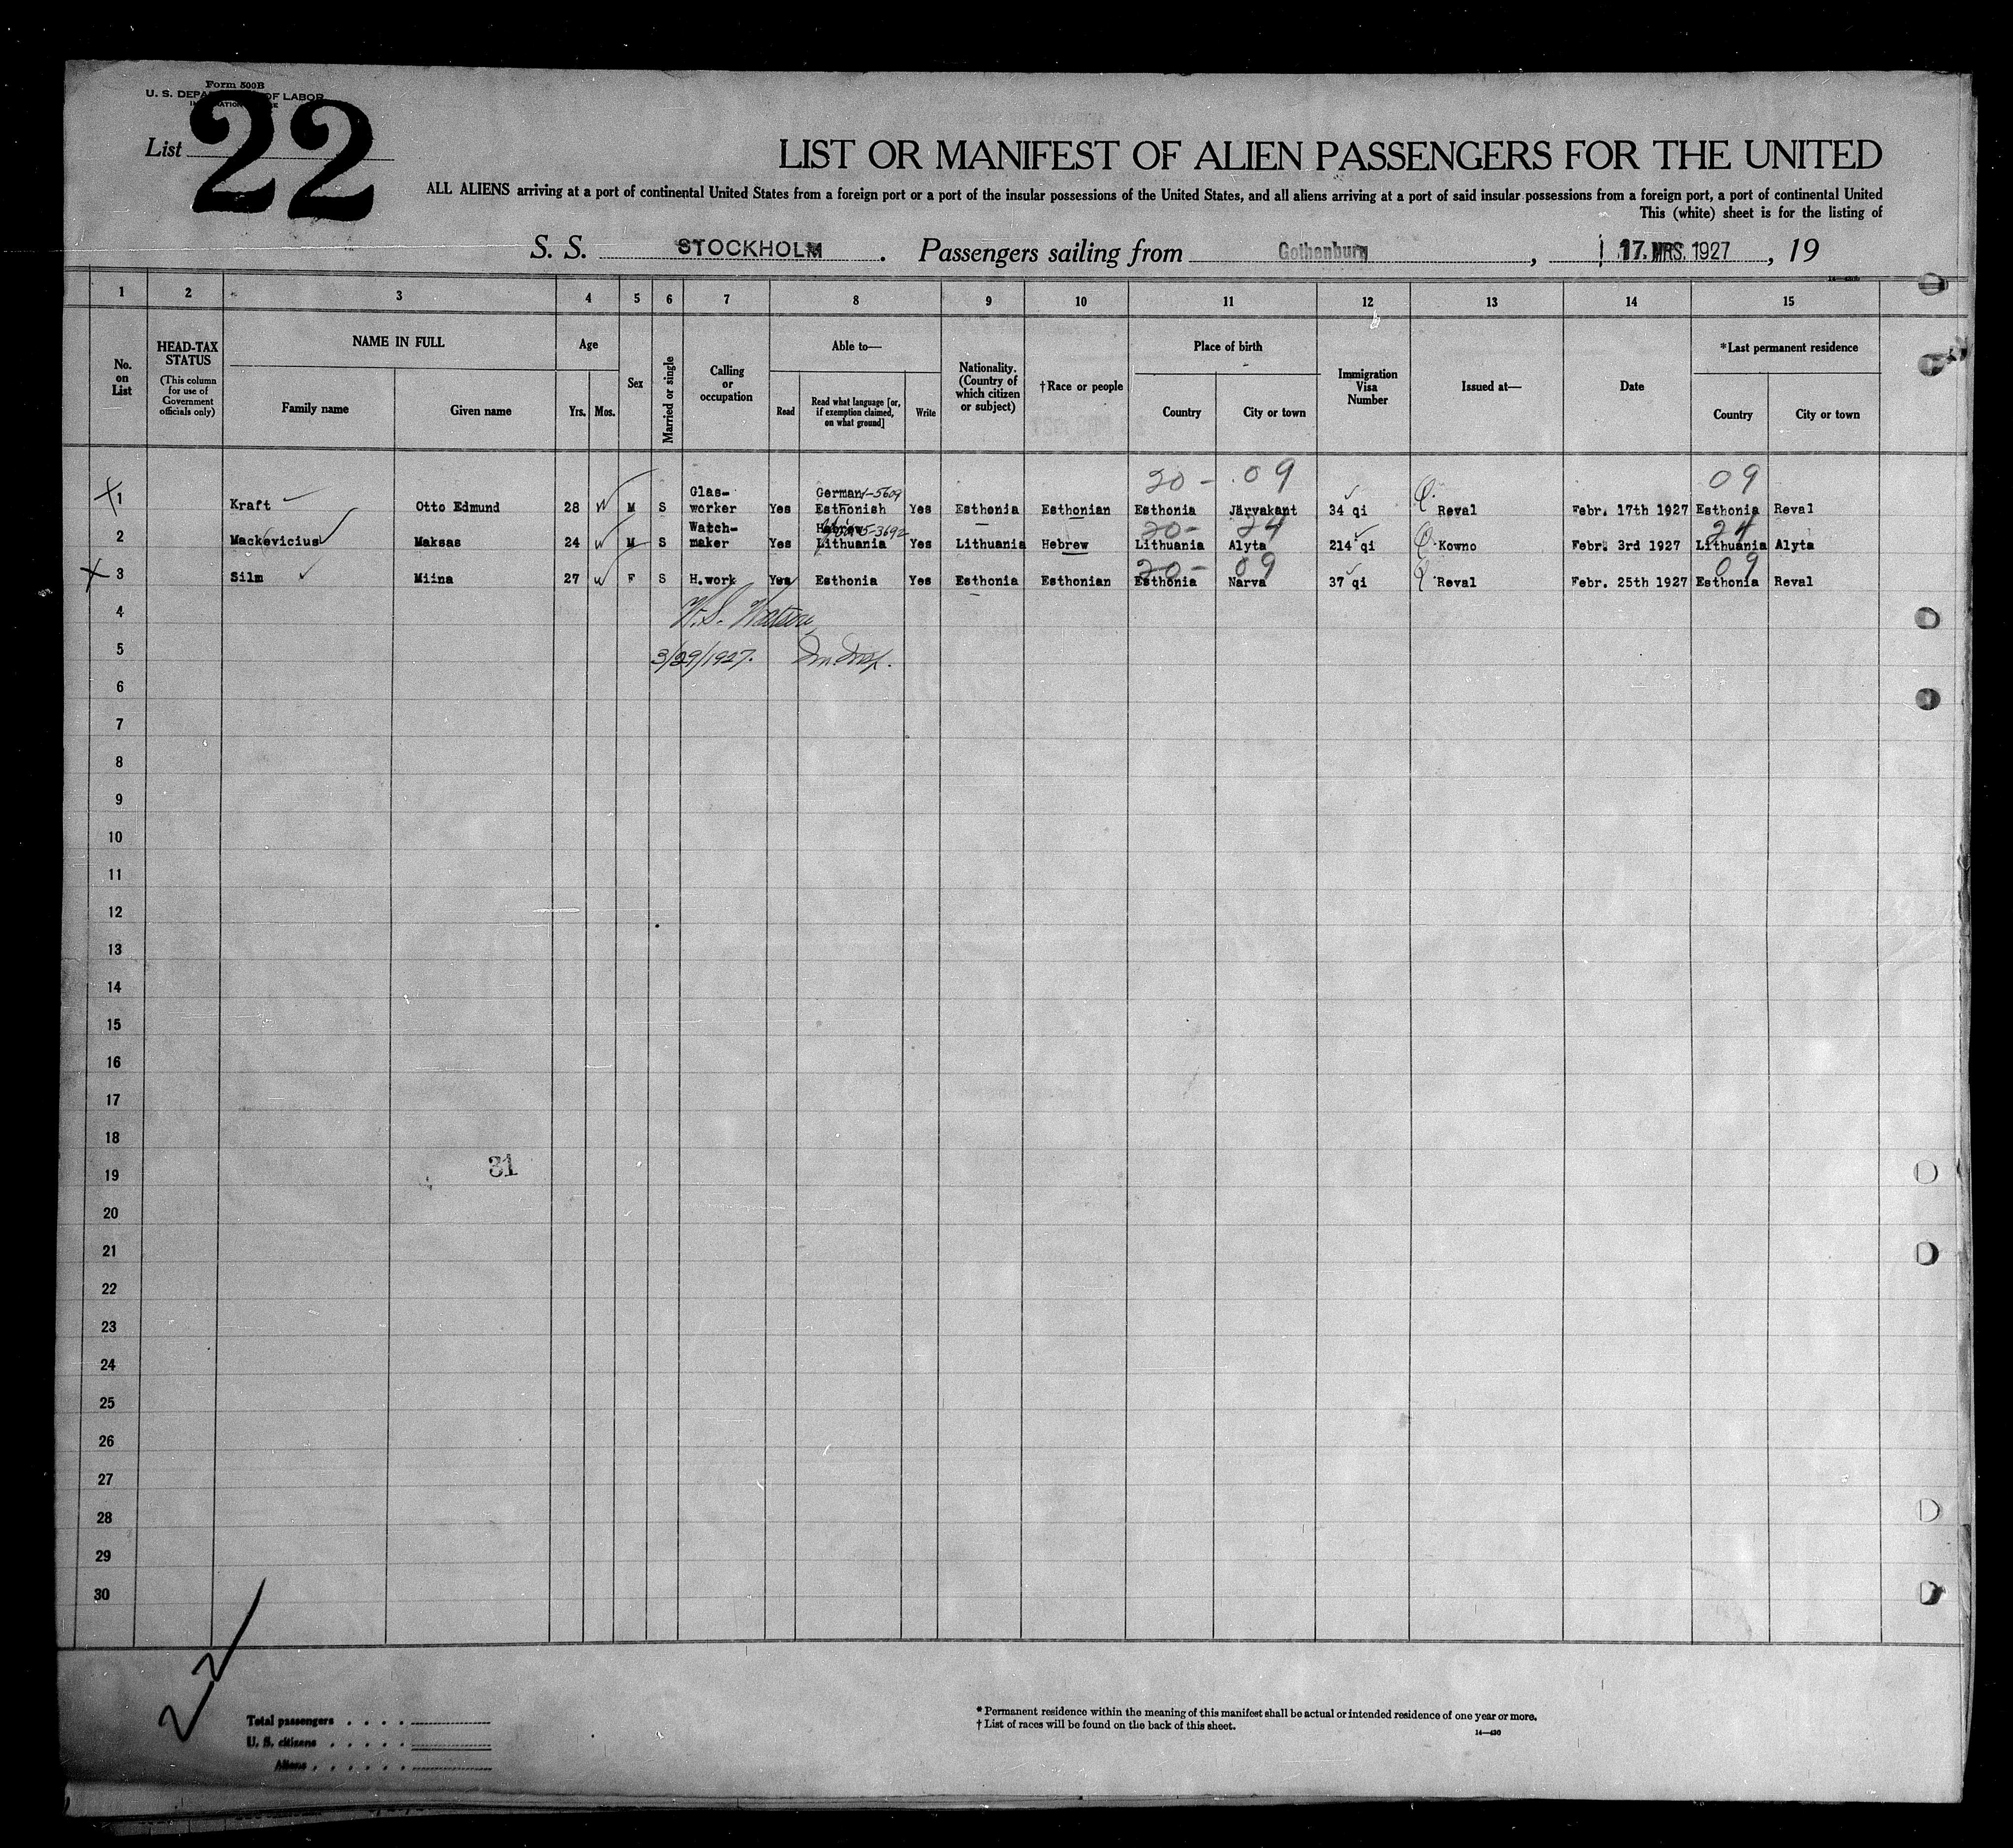 Form 500B
U. S. DEPARTMENT OF LABOR
List 22
LIST OR MANIFEST OF ALIEN PASSENGERS FOR THE UNITED
ALL ALIENS arriving at a port of continental United States from a foreign port or a port of the insular possessions of the United States, and all aliens arriving at a port of said insular possessions from a foreign port, a port of continental United
This (white) sheet is for the listing of
S. S. STOCKHOLM. Passengers sailing from Gothenburg, 17. MRS. 1927, 19
1 2 3 4 5 6 7 8 9 10 11 12 13 14 15
No. on List
HEAD-TAX STATUS (This column for use of Government officials only)
NAME IN FULL
Family name
Given name
Age
Yrs.
Mos.
Sex
Married or single
Calling or occupation
Able to—
Read
Read what language [or, if exemption claimed, on what ground]
Write
Nationality. (Country of which citizen or subject)
†Race or people
Place of birth
Country
City or town
Immigration Visa Number
Issued at—
Date
*Last permanent residence
Country
City or town
20- 09 09
1 Kraft Otto Edmund 28 M S Glas-worker Yes German Esthonish 1-5609 Yes Esthonia Esthonian Esthonia Järvakant 34 qi Reval Febr. 17th 1927 Esthonia Reval
20- 24 24
2 Mackevicius Maksas 24 M S Watch-maker Yes Hebrew Lithuania 5-3692 Yes Lithuania Hebrew Lithuania Alyta 214 qi Kowno Febr. 3rd 1927 Lithuania Alyta
20- 09 09
3 Silm Miina 27 F S H.work Yes Esthonia Yes Esthonia Esthonian Esthonia Narva 37 qi Reval Febr. 25th 1927 Esthonia Reval
4 W. S. Watson
5 3/29/1927.
6
7
8
9
10
11
12
13
14
15
16
17
18
19 31
20
21
22
23
24
25
26
27
28
29
30
22
Total passengers
U. S. citizens
Aliens
* Permanent residence within the meaning of this manifest shall be actual or intended residence of one year or more.
† List of races will be found on the back of this sheet.
14—430